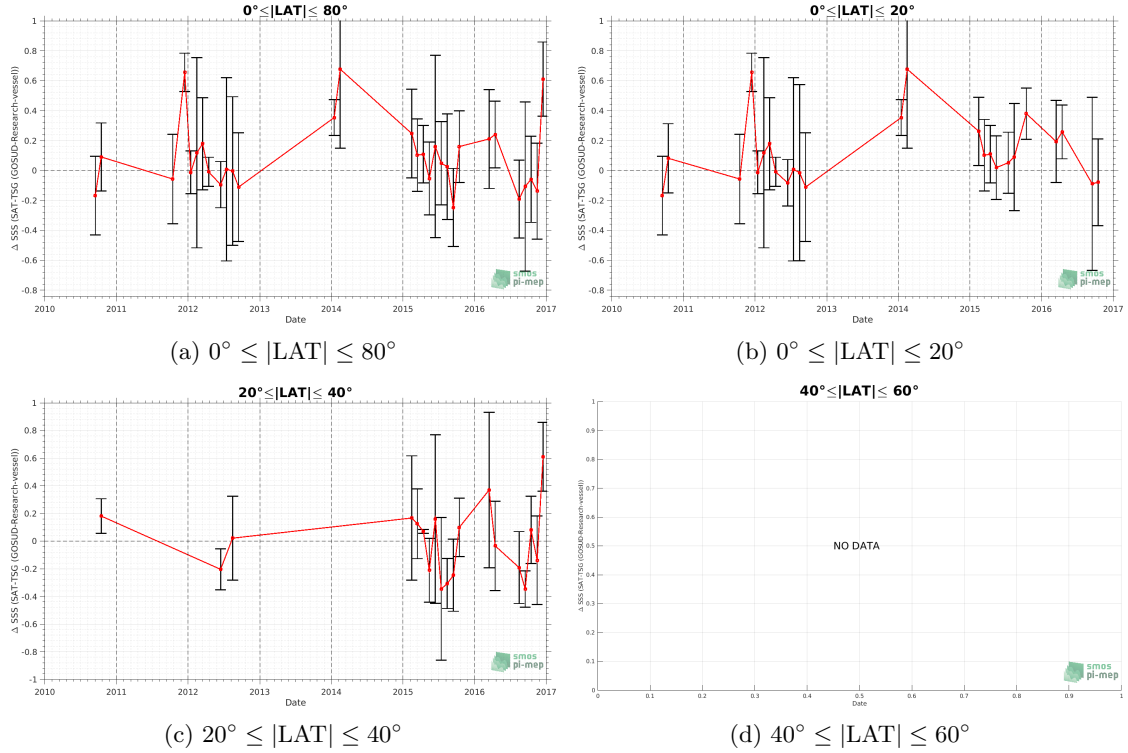 0°≤|LAT|≤ 80°
1
0.8
0.6
0.4
0.2
0
-0.2
-0.4
-0.6
-0.8
Δ SSS (SAT-TSG (GOSUD-Research-vessel))
2010 2011 2012 2013 2014 2015 2016 2017
Date
smos
pi-mep
(a) 0° ≤ |LAT| ≤ 80°
0°≤|LAT|≤ 20°
1
0.8
0.6
0.4
0.2
0
-0.2
-0.4
-0.6
-0.8
Δ SSS (SAT-TSG (GOSUD-Research-vessel))
2010 2011 2012 2013 2014 2015 2016 2017
Date
smos
pi-mep
(b) 0° ≤ |LAT| ≤ 20°
20°≤|LAT|≤ 40°
1
0.8
0.6
0.4
0.2
0
-0.2
-0.4
-0.6
-0.8
-1
Δ SSS (SAT-TSG (GOSUD-Research-vessel))
2010 2011 2012 2013 2014 2015 2016 2017
Date
smos
pi-mep
(c) 20° ≤ |LAT| ≤ 40°
40°≤|LAT|≤ 60°
1
0.9
0.8
0.7
0.6
0.5
0.4
0.3
0.2
0.1
0
Δ SSS (SAT-TSG (GOSUD-Research-vessel))
NO DATA
0 0.1 0.2 0.3 0.4 0.5 0.6 0.7 0.8 0.9 1
Date
smos
pi-mep
(d) 40° ≤ |LAT| ≤ 60°